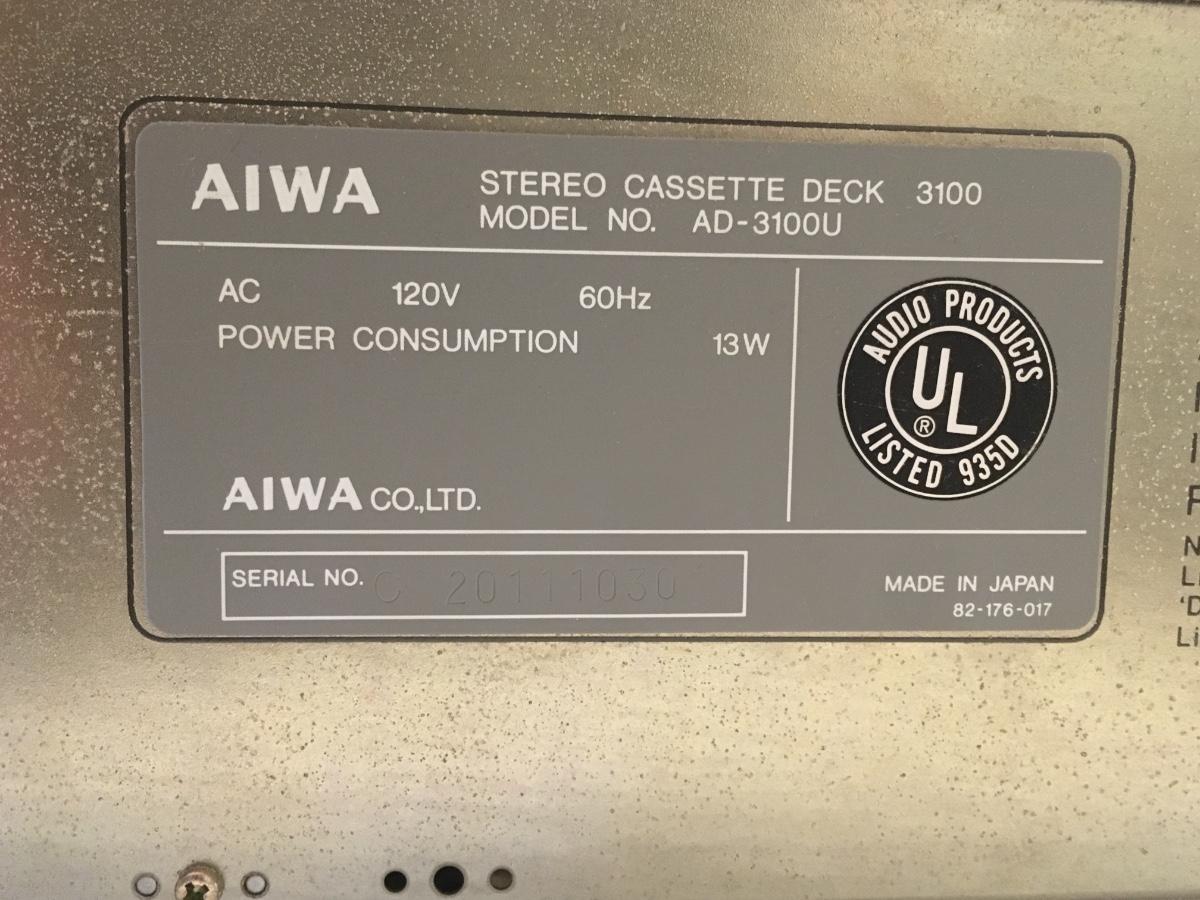 AIWA
STEREO CASSETTE DECK 3100
MODEL NO. AD-3100U
AC 120V 60Hz
POWER CONSUMPTION 13W
AUDIO PRODUCTS
UL
®
LISTED 935D
AIWA CO.,LTD.
SERIAL NO. C 20111030
MADE IN JAPAN
82-176-017